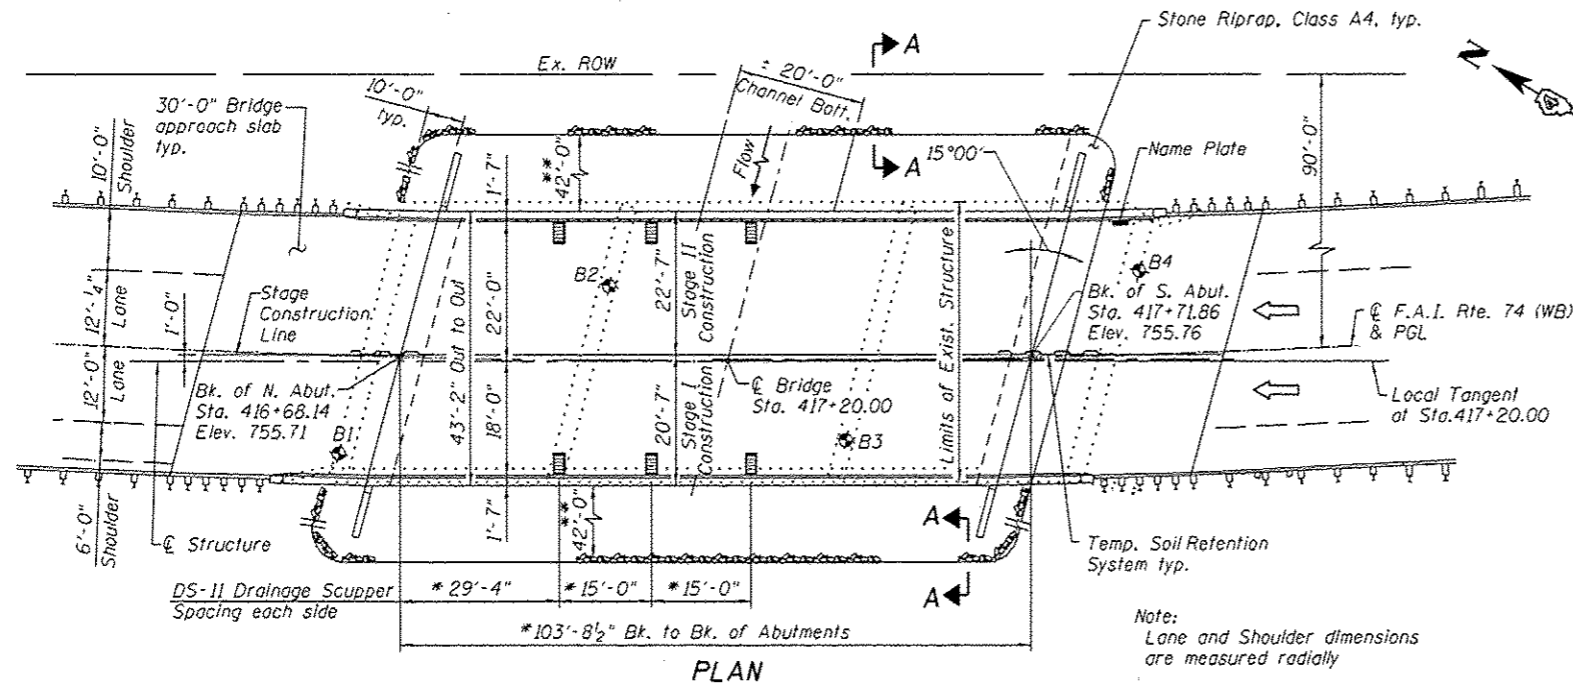 Stone Riprap, Class A4, typ.
A
Ex. ROW
± 20'-0"
Channel Bott.
N
10'-0"
typ.
30'-0" Bridge
approach slab
typ.
10'-0"
Shoulder
1'-7"
**
42'-0"
Flow
A
15°00'
Name Plate
90'-0"
B2
B4
12'-¼"
Lane
1'-0"
Stage
Construction
Line
43'-2" Out to Out
22'-0"
22'-7"
Stage II
Construction
Limits of Exist. Structure
Bk. of S. Abut.
Sta. 417+71.86
Elev. 755.76
℄ F.A.I. Rte. 74 (WB)
& PGL
12'-0"
Lane
Bk. of N. Abut.
Sta. 416+68.14
Elev. 755.71
18'-0"
20'-7"
Stage I
Construction
℄ Bridge
Sta. 417+20.00
Local Tangent
at Sta.417+20.00
B1
B3
6'-0"
Shoulder
℄ Structure
1'-7"
**
42'-0"
A
Temp. Soil Retention
System typ.
DS-11 Drainage Scupper
Spacing each side
*29'-4"
*15'-0"
*15'-0"
A
*103'-8½" Bk. to Bk. of Abutments
Note:
Lane and Shoulder dimensions
are measured radially
PLAN